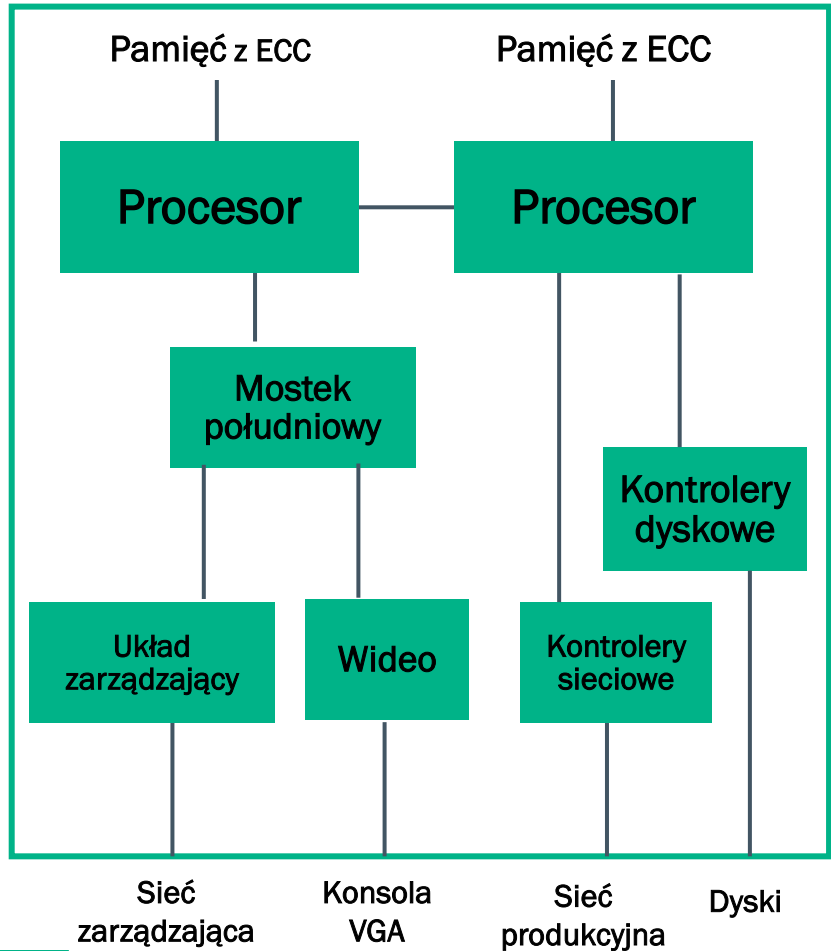 Pamięć z ECC
Pamięć z ECC
Procesor
Procesor
Mostek
południowy
Kontrolery
dyskowe
Układ
zarządzający
Wideo
Kontrolery
sieciowe
Sieć
zarządzająca
Konsola
VGA
Sieć
produkcyjna
Dyski